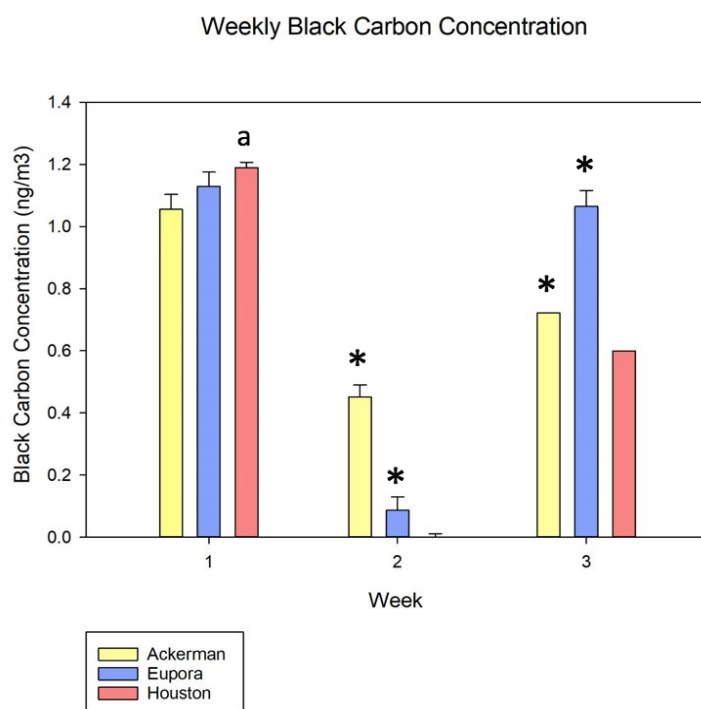 Weekly Black Carbon Concentration
Black Carbon Concentration (ng/m3)
1.4
1.2
1.0
0.8
0.6
0.4
0.2
0.0
a
*
*
*
*
1
2
3
Week
Ackerman
Eupora
Houston